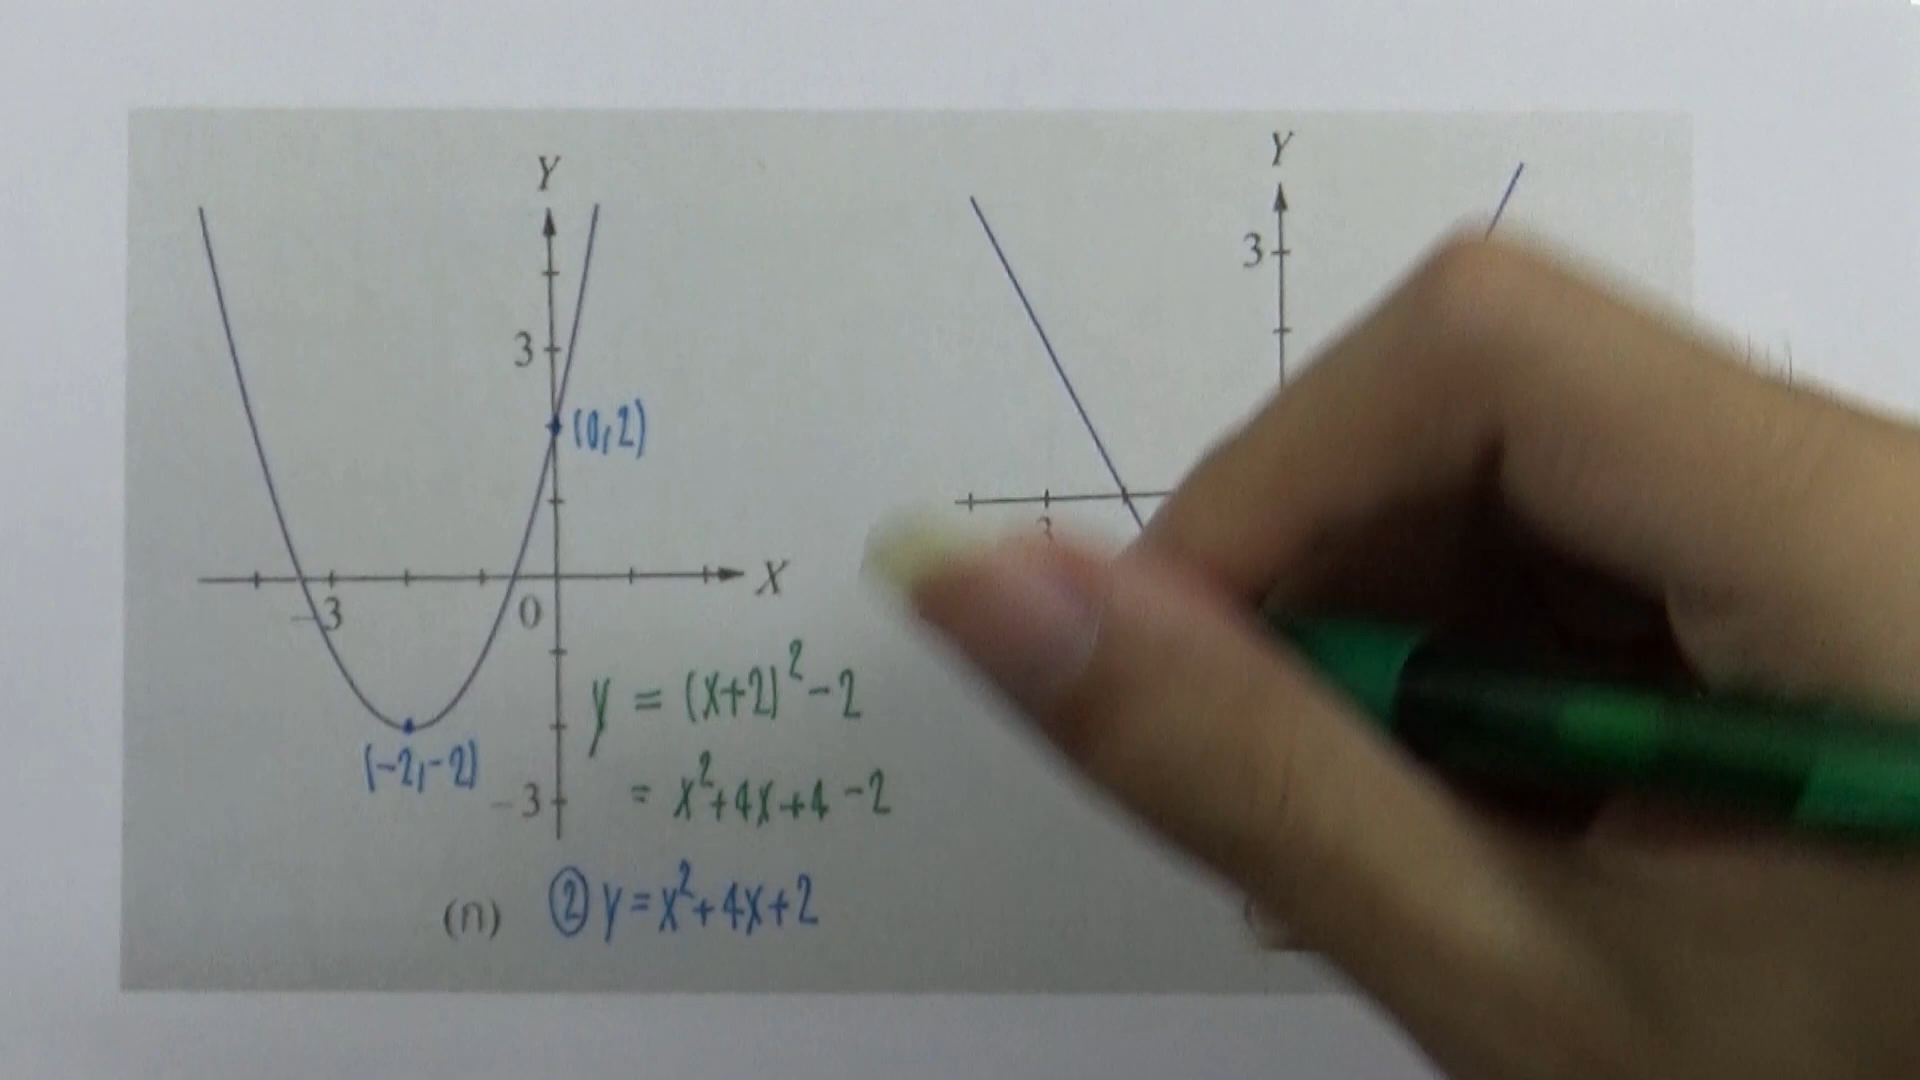 Y
3
(0,2)
X
-3
0
(-2,-2)
-3
y = (x+2)²-2
= x²+4x+4-2
(n)
② y=x²+4x+2
Y
3